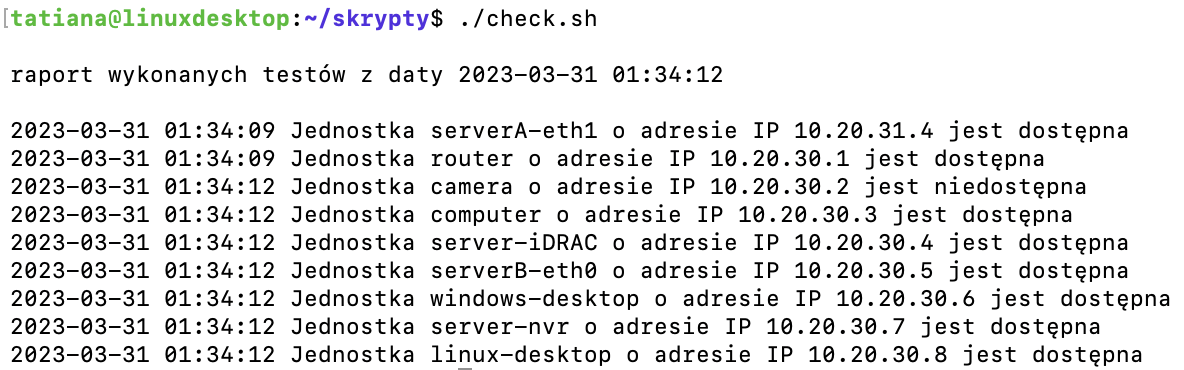 tatiana@linuxdesktop:~/skrypty$ ./check.sh
raport wykonanych testów z daty 2023-03-31 01:34:12
2023-03-31 01:34:09 Jednostka serverA-eth1 o adresie IP 10.20.31.4 jest dostępna
2023-03-31 01:34:09 Jednostka router o adresie IP 10.20.30.1 jest dostępna
2023-03-31 01:34:12 Jednostka camera o adresie IP 10.20.30.2 jest niedostępna
2023-03-31 01:34:12 Jednostka computer o adresie IP 10.20.30.3 jest dostępna
2023-03-31 01:34:12 Jednostka server-iDRAC o adresie IP 10.20.30.4 jest dostępna
2023-03-31 01:34:12 Jednostka serverB-eth0 o adresie IP 10.20.30.5 jest dostępna
2023-03-31 01:34:12 Jednostka windows-desktop o adresie IP 10.20.30.6 jest dostępna
2023-03-31 01:34:12 Jednostka server-nvr o adresie IP 10.20.30.7 jest dostępna
2023-03-31 01:34:12 Jednostka linux-desktop o adresie IP 10.20.30.8 jest dostępna